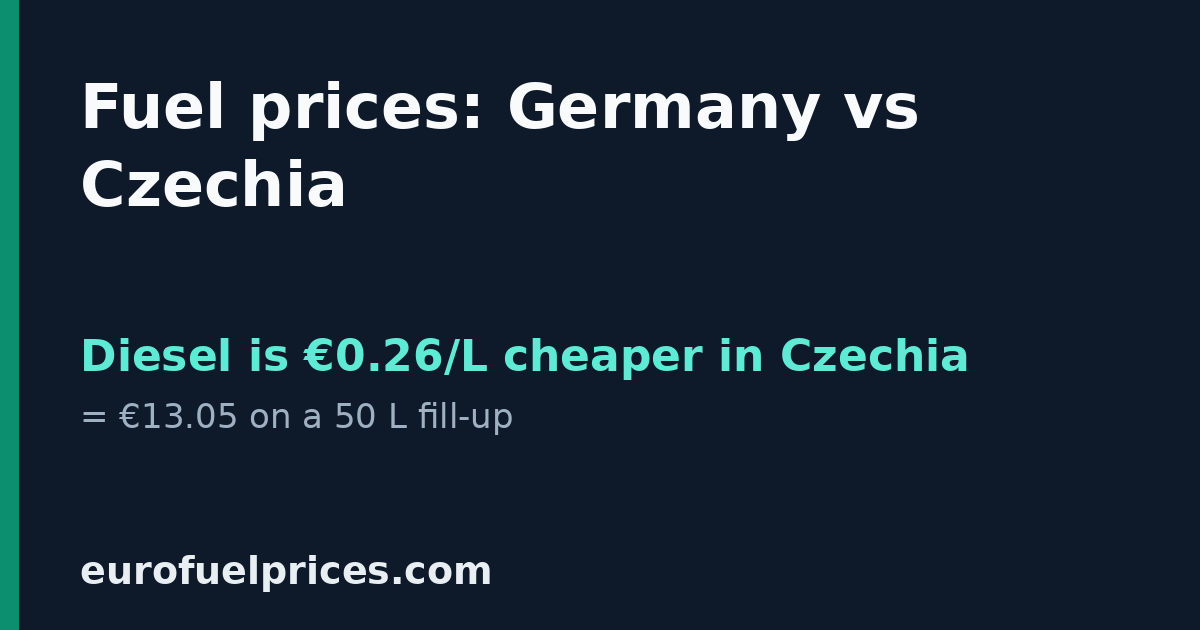 Fuel prices: Germany vs
Czechia
Diesel is €0.26/L cheaper in Czechia
= €13.05 on a 50 L fill-up
eurofuelprices.com